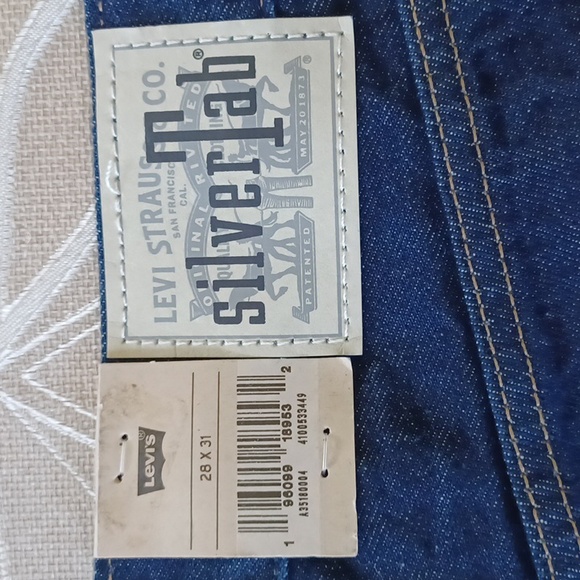 LEVI STRAUSS & CO.
SAN FRANCISCO
CAL.
ORIGINAL RIVETED
QUALITY CLOTHING
silverTab®
PATENTED
MAY 20 1873
®
Levi's®
28 X 31
1 96099 18953 2
A35180004 4100533449